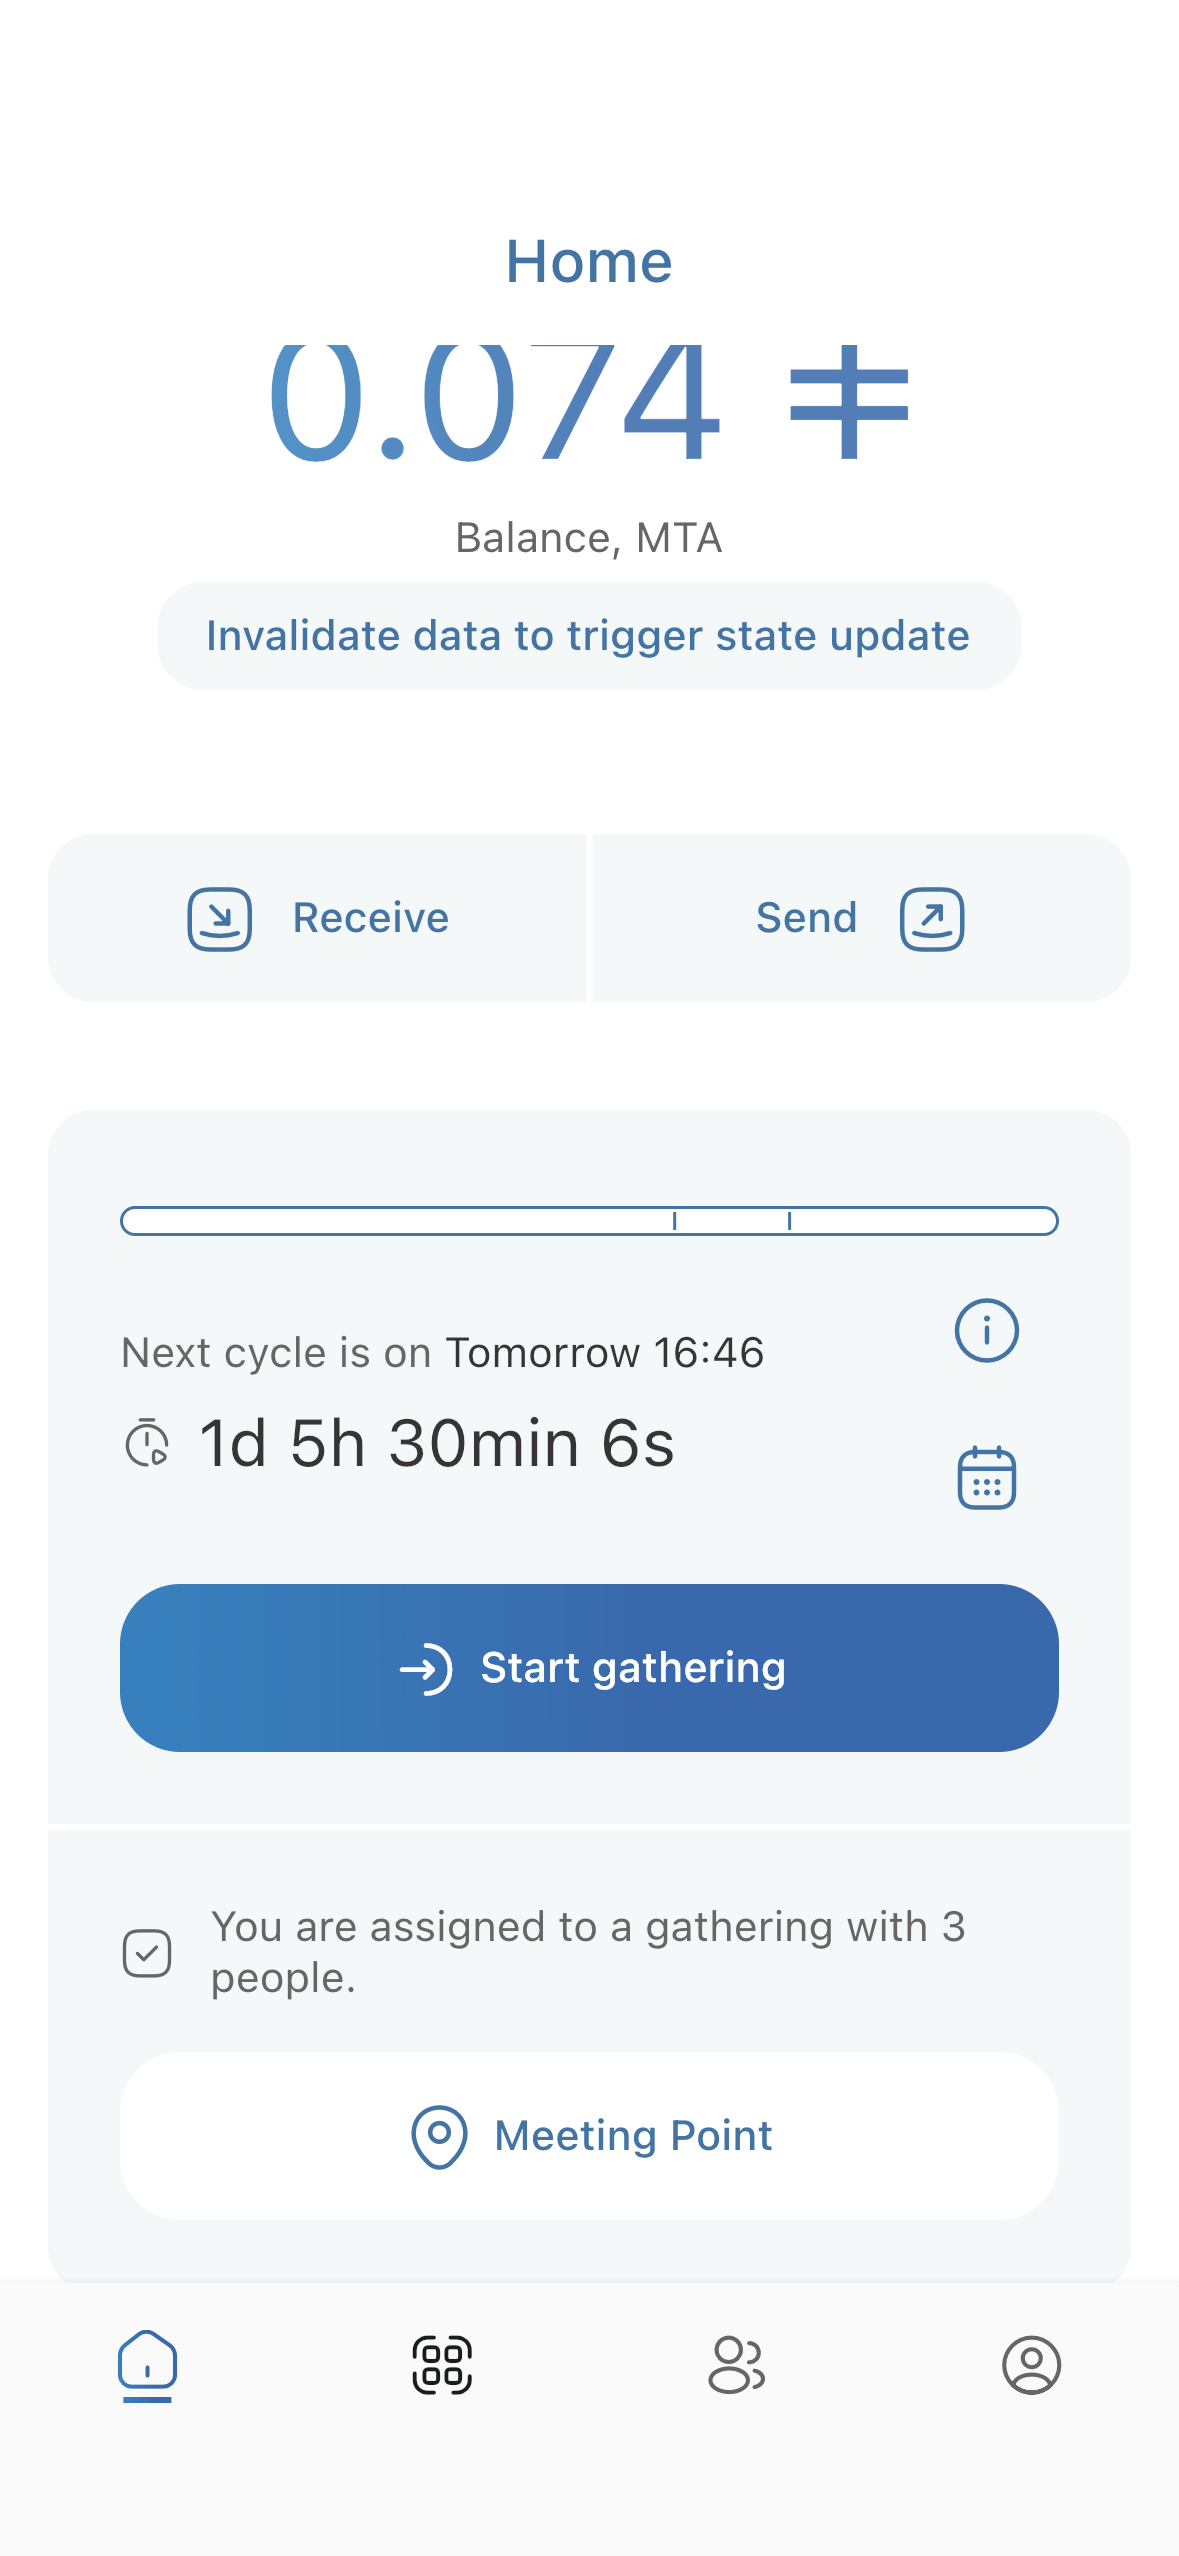 Home
0.074 ⧧
Balance, MTA
Invalidate data to trigger state update
Receive
Send
Next cycle is on Tomorrow 16:46
1d 5h 30min 6s
Start gathering
You are assigned to a gathering with 3
people.
Meeting Point